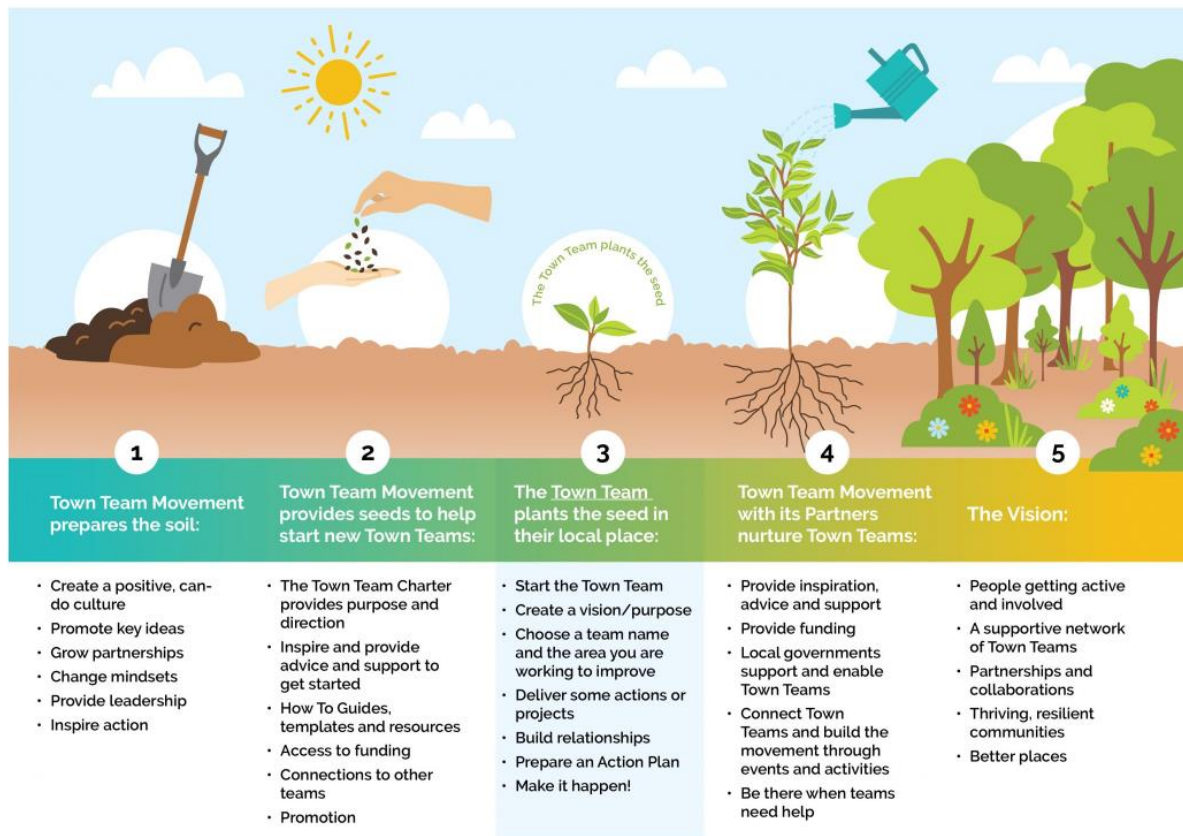 The Town Team plants the seed
1
Town Team Movement
prepares the soil:
• Create a positive, can-
do culture
• Promote key ideas
• Grow partnerships
• Change mindsets
• Provide leadership
• Inspire action
2
Town Team Movement
provides seeds to help
start new Town Teams:
• The Town Team Charter
provides purpose and
direction
• Inspire and provide
advice and support to
get started
• How To Guides,
templates and resources
• Access to funding
• Connections to other
teams
• Promotion
3
The Town Team
plants the seed in
their local place:
• Start the Town Team
• Create a vision/purpose
• Choose a team name
and the area you are
working to improve
• Deliver some actions or
projects
• Build relationships
• Prepare an Action Plan
• Make it happen!
4
Town Team Movement
with its Partners
nurture Town Teams:
• Provide inspiration,
advice and support
• Provide funding
• Local governments
support and enable
Town Teams
• Connect Town
Teams and build the
movement through
events and activities
• Be there when teams
need help
5
The Vision:
• People getting active
and involved
• A supportive network
of Town Teams
• Partnerships and
collaborations
• Thriving, resilient
communities
• Better places